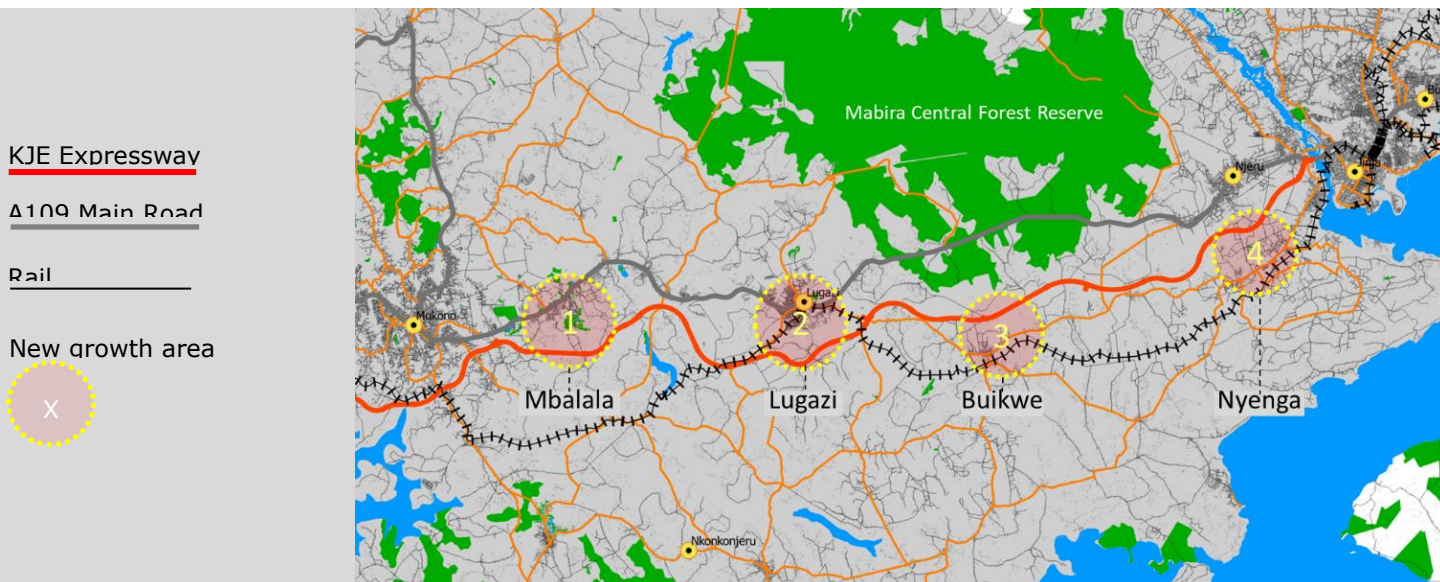 KJE Expressway
A109 Main Road
Rail
New growth area
X
Mabira Central Forest Reserve
Njeru
Mukono
Lugazi
1
2
3
4
Mbalala
Lugazi
Buikwe
Nyenga
Nkonkonjeru